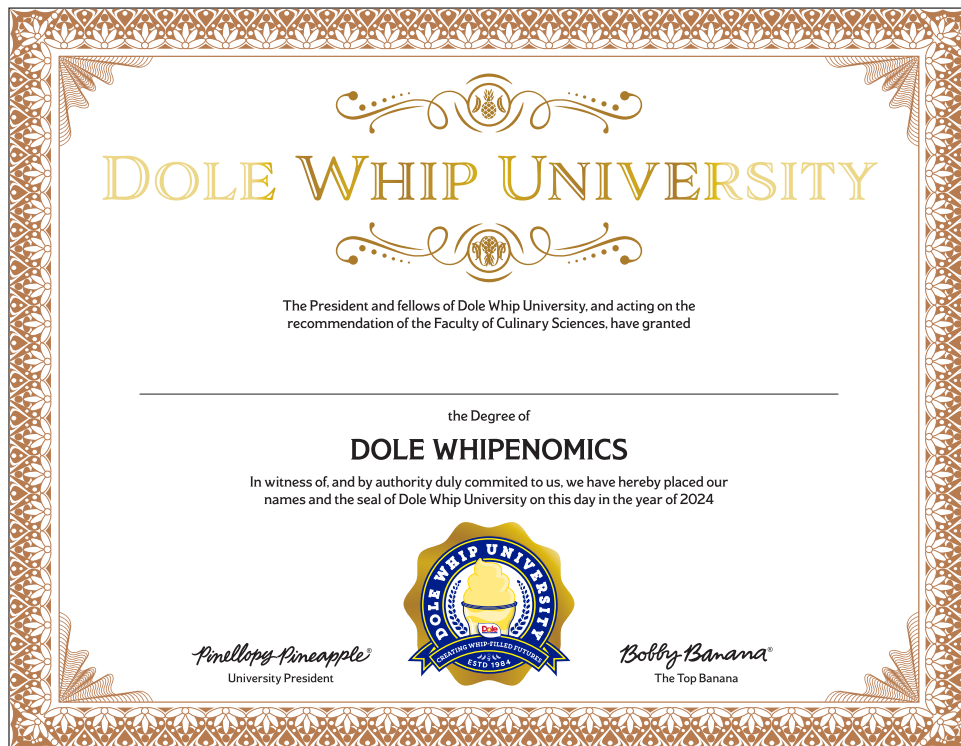 DOLE WHIP UNIVERSITY
The President and fellows of Dole Whip University, and acting on the
recommendation of the Faculty of Culinary Sciences, have granted
the Degree of
DOLE WHIPENOMICS
In witness of, and by authority duly commited to us, we have hereby placed our
names and the seal of Dole Whip University on this day in the year of 2024
DOLE WHIP UNIVERSITY
Dole
CREATING WHIP-FILLED FUTURES
ESTD 1984
Pinellopy Pineapple®
University President
Bobby Banana®
The Top Banana